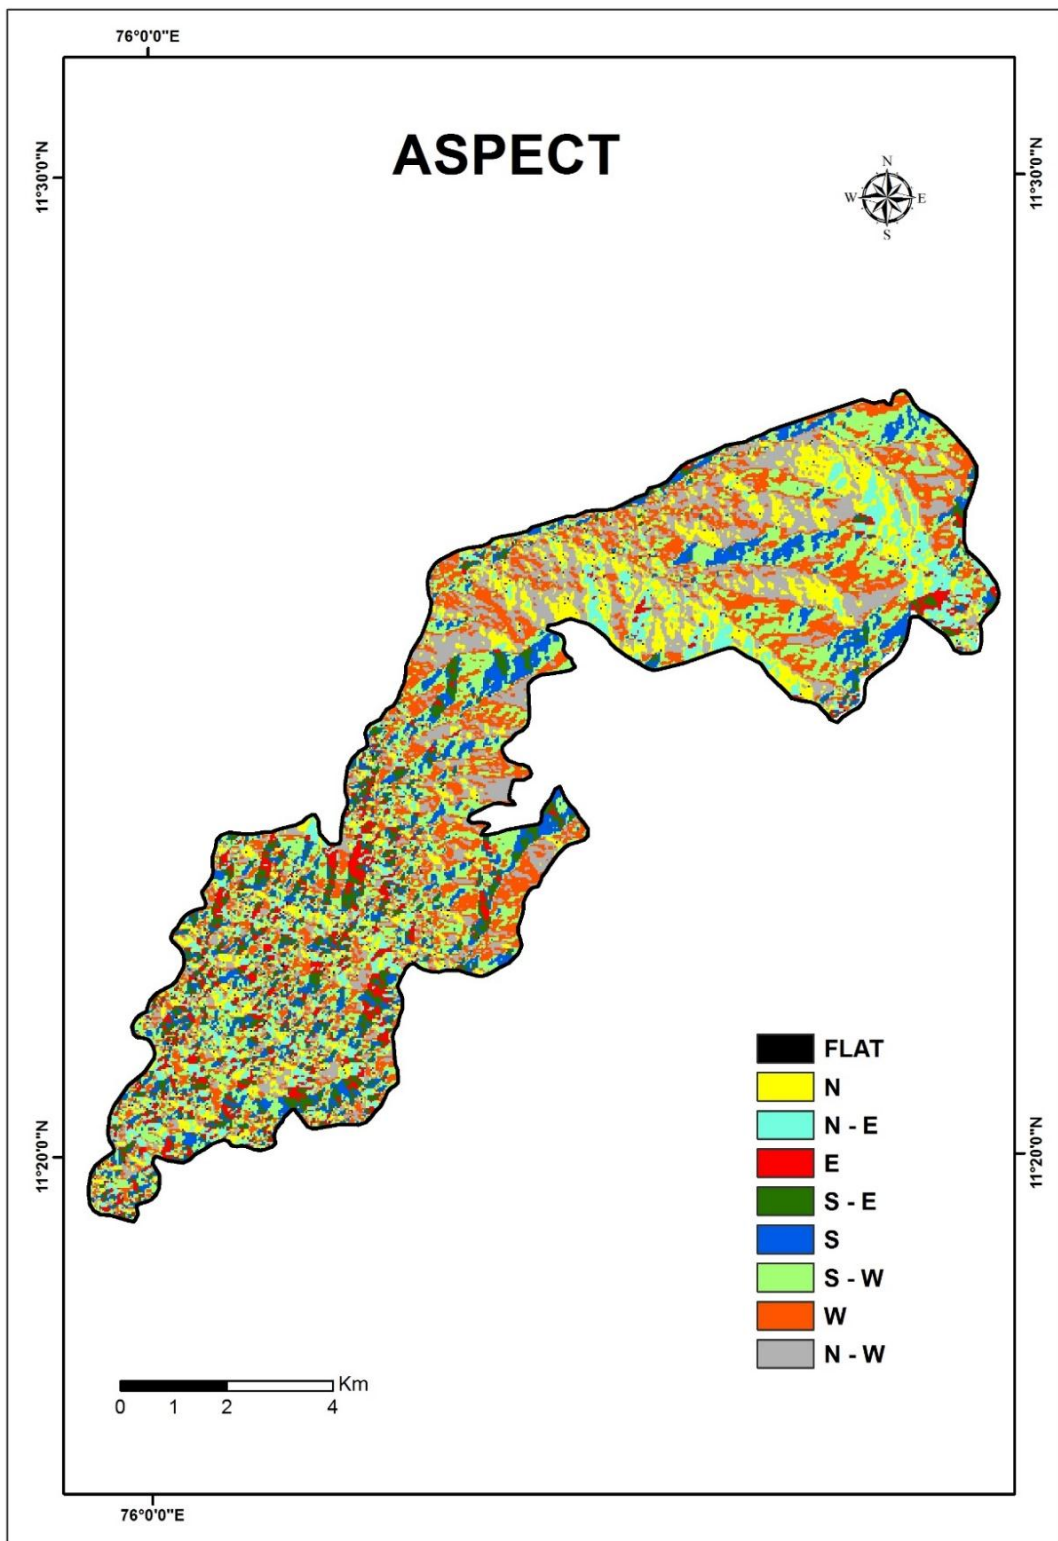 76°0'0"E
ASPECT
11°30'0"N
11°30'0"N
N
W
E
S
FLAT
N
N - E
E
S - E
S
S - W
W
N - W
11°20'0"N
11°20'0"N
Km
0 1 2 4
76°0'0"E